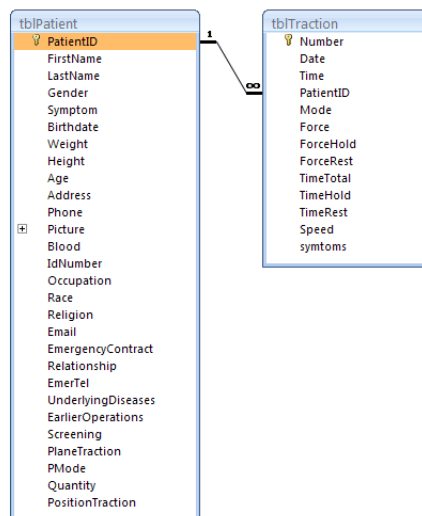 tblPatient
PatientID
FirstName
LastName
Gender
Symptom
Birthdate
Weight
Height
Age
Address
Phone
Picture
Blood
IdNumber
Occupation
Race
Religion
Email
EmergencyContract
Relationship
EmerTel
UnderlyingDiseases
EarlierOperations
Screening
PlaneTraction
PMode
Quantity
PositionTraction
1
∞
tblTraction
Number
Date
Time
PatientID
Mode
Force
ForceHold
ForceRest
TimeTotal
TimeHold
TimeRest
Speed
symtoms